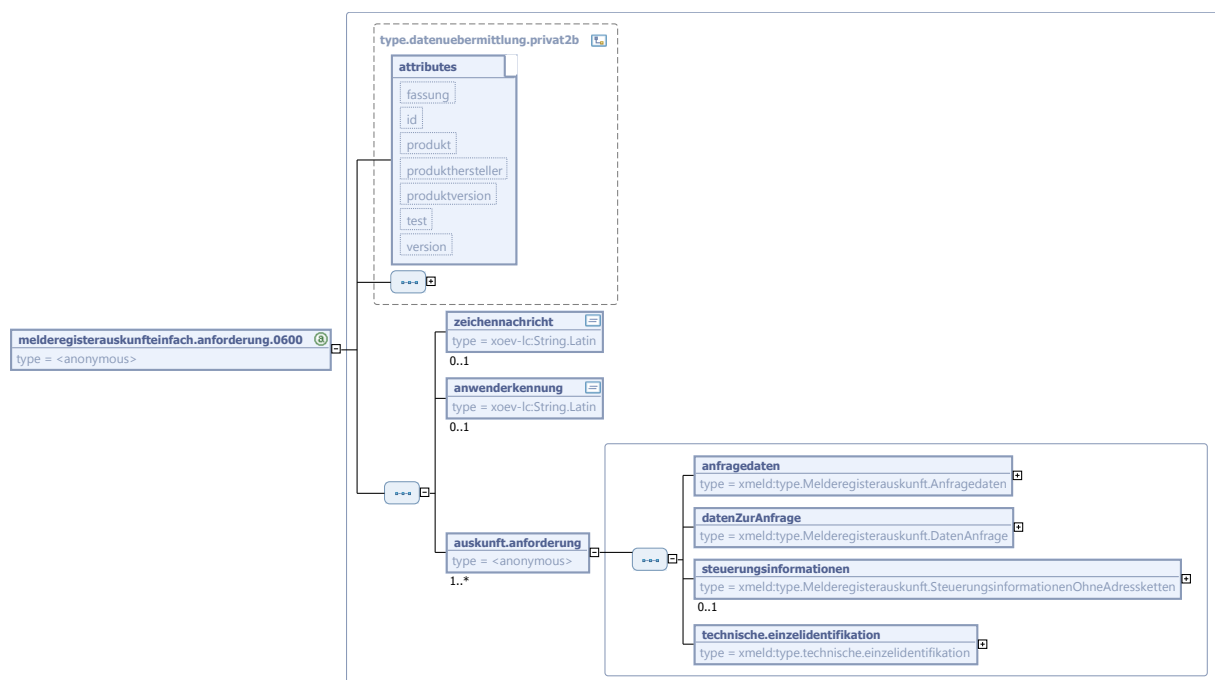 type.datenuebermittlung.privat2b
attributes
fassung
id
produkt
produkthersteller
produktversion
test
version
melderegisterauskunfteinfach.anforderung.0600 a
type = <anonymous>
zeichennachricht
type = xoev-lc:String.Latin
0..1
anwenderkennung
type = xoev-lc:String.Latin
0..1
auskunft.anforderung
type = <anonymous>
1..*
anfragedaten
type = xmeld:type.Melderegisterauskunft.Anfragedaten
datenZurAnfrage
type = xmeld:type.Melderegisterauskunft.DatenAnfrage
steuerungsinformationen
type = xmeld:type.Melderegisterauskunft.SteuerungsinformationenOhneAdressketten
0..1
technische.einzelidentifikation
type = xmeld:type.technische.einzelidentifikation